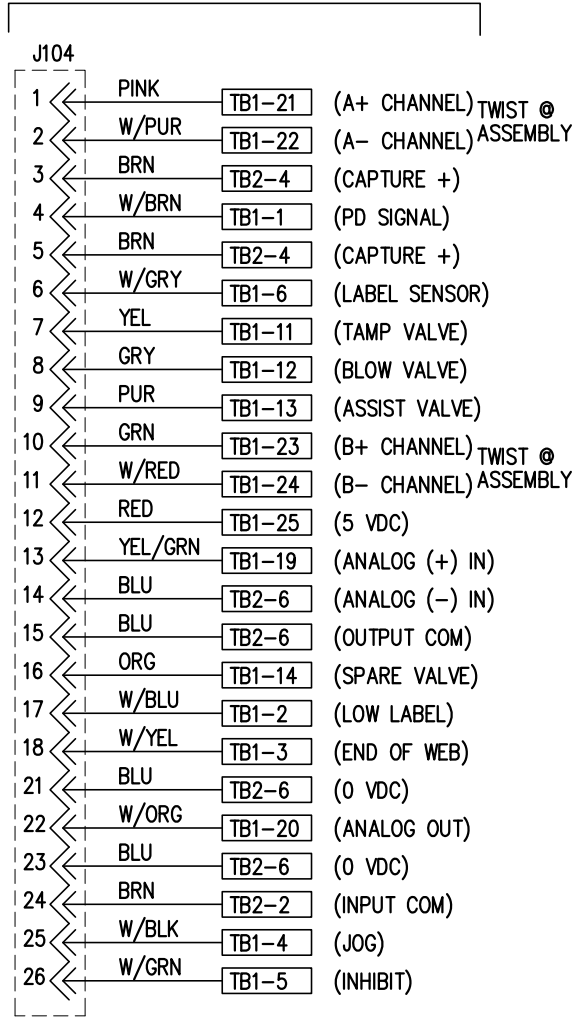 J104
1 PINK TB1-21 (A+ CHANNEL) TWIST @
2 W/PUR TB1-22 (A- CHANNEL) ASSEMBLY
3 BRN TB2-4 (CAPTURE +)
4 W/BRN TB1-1 (PD SIGNAL)
5 BRN TB2-4 (CAPTURE +)
6 W/GRY TB1-6 (LABEL SENSOR)
7 YEL TB1-11 (TAMP VALVE)
8 GRY TB1-12 (BLOW VALVE)
9 PUR TB1-13 (ASSIST VALVE)
10 GRN TB1-23 (B+ CHANNEL) TWIST @
11 W/RED TB1-24 (B- CHANNEL) ASSEMBLY
12 RED TB1-25 (5 VDC)
13 YEL/GRN TB1-19 (ANALOG (+) IN)
14 BLU TB2-6 (ANALOG (-) IN)
15 BLU TB2-6 (OUTPUT COM)
16 ORG TB1-14 (SPARE VALVE)
17 W/BLU TB1-2 (LOW LABEL)
18 W/YEL TB1-3 (END OF WEB)
21 BLU TB2-6 (0 VDC)
22 W/ORG TB1-20 (ANALOG OUT)
23 BLU TB2-6 (0 VDC)
24 BRN TB2-2 (INPUT COM)
25 W/BLK TB1-4 (JOG)
26 W/GRN TB1-5 (INHIBIT)